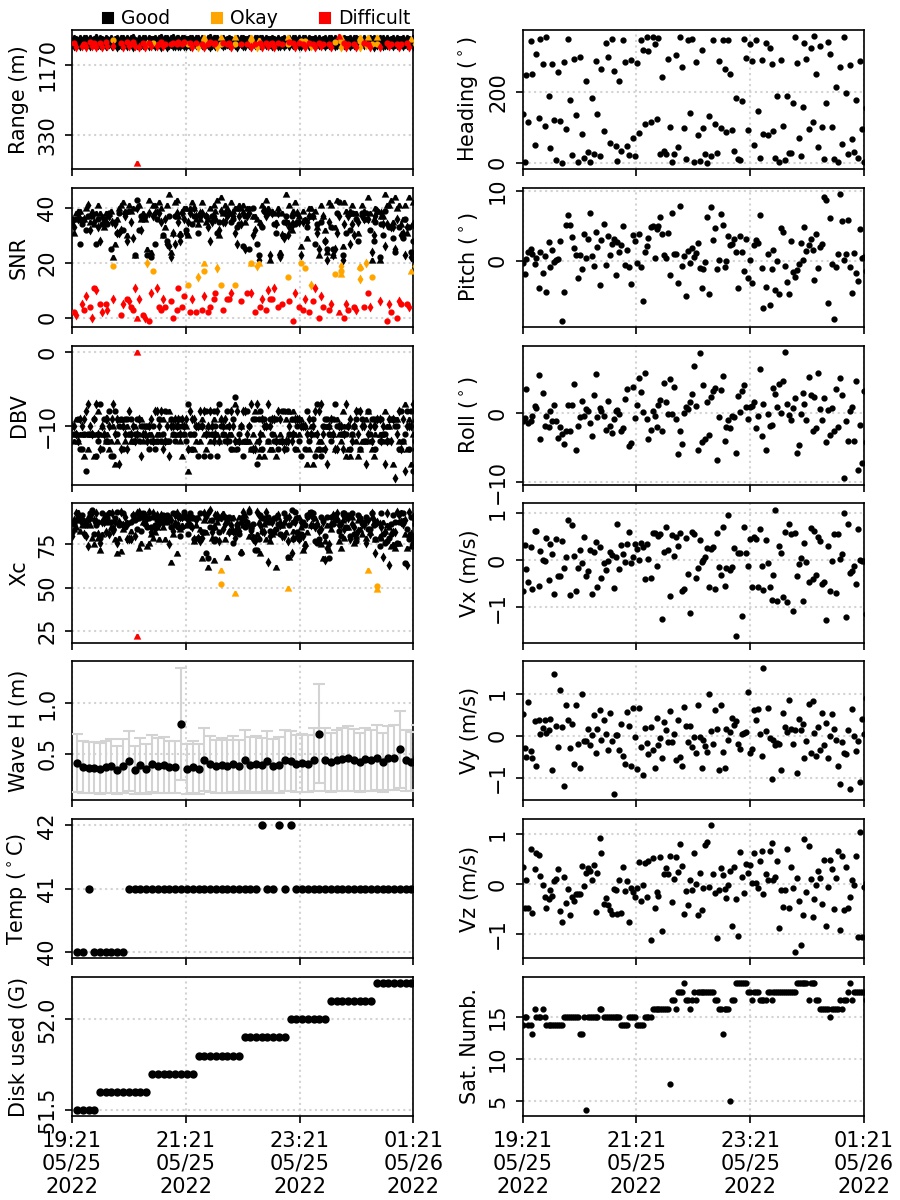 Good Okay Difficult
Range (m)
1170
330
SNR
40
20
0
DBV
0
−10
Xc
75
50
25
Wave H (m)
1.0
0.5
Temp (°C)
42
41
40
Disk used (G)
52.0
51.5
19:21 21:21 23:21 01:21
05/25 05/25 05/25 05/26
2022 2022 2022 2022
Heading (°)
200
0
Pitch (°)
10
0
Roll (°)
0
−10
Vx (m/s)
1
0
−1
Vy (m/s)
1
0
−1
Vz (m/s)
1
0
−1
Sat. Numb.
15
10
5
19:21 21:21 23:21 01:21
05/25 05/25 05/25 05/26
2022 2022 2022 2022